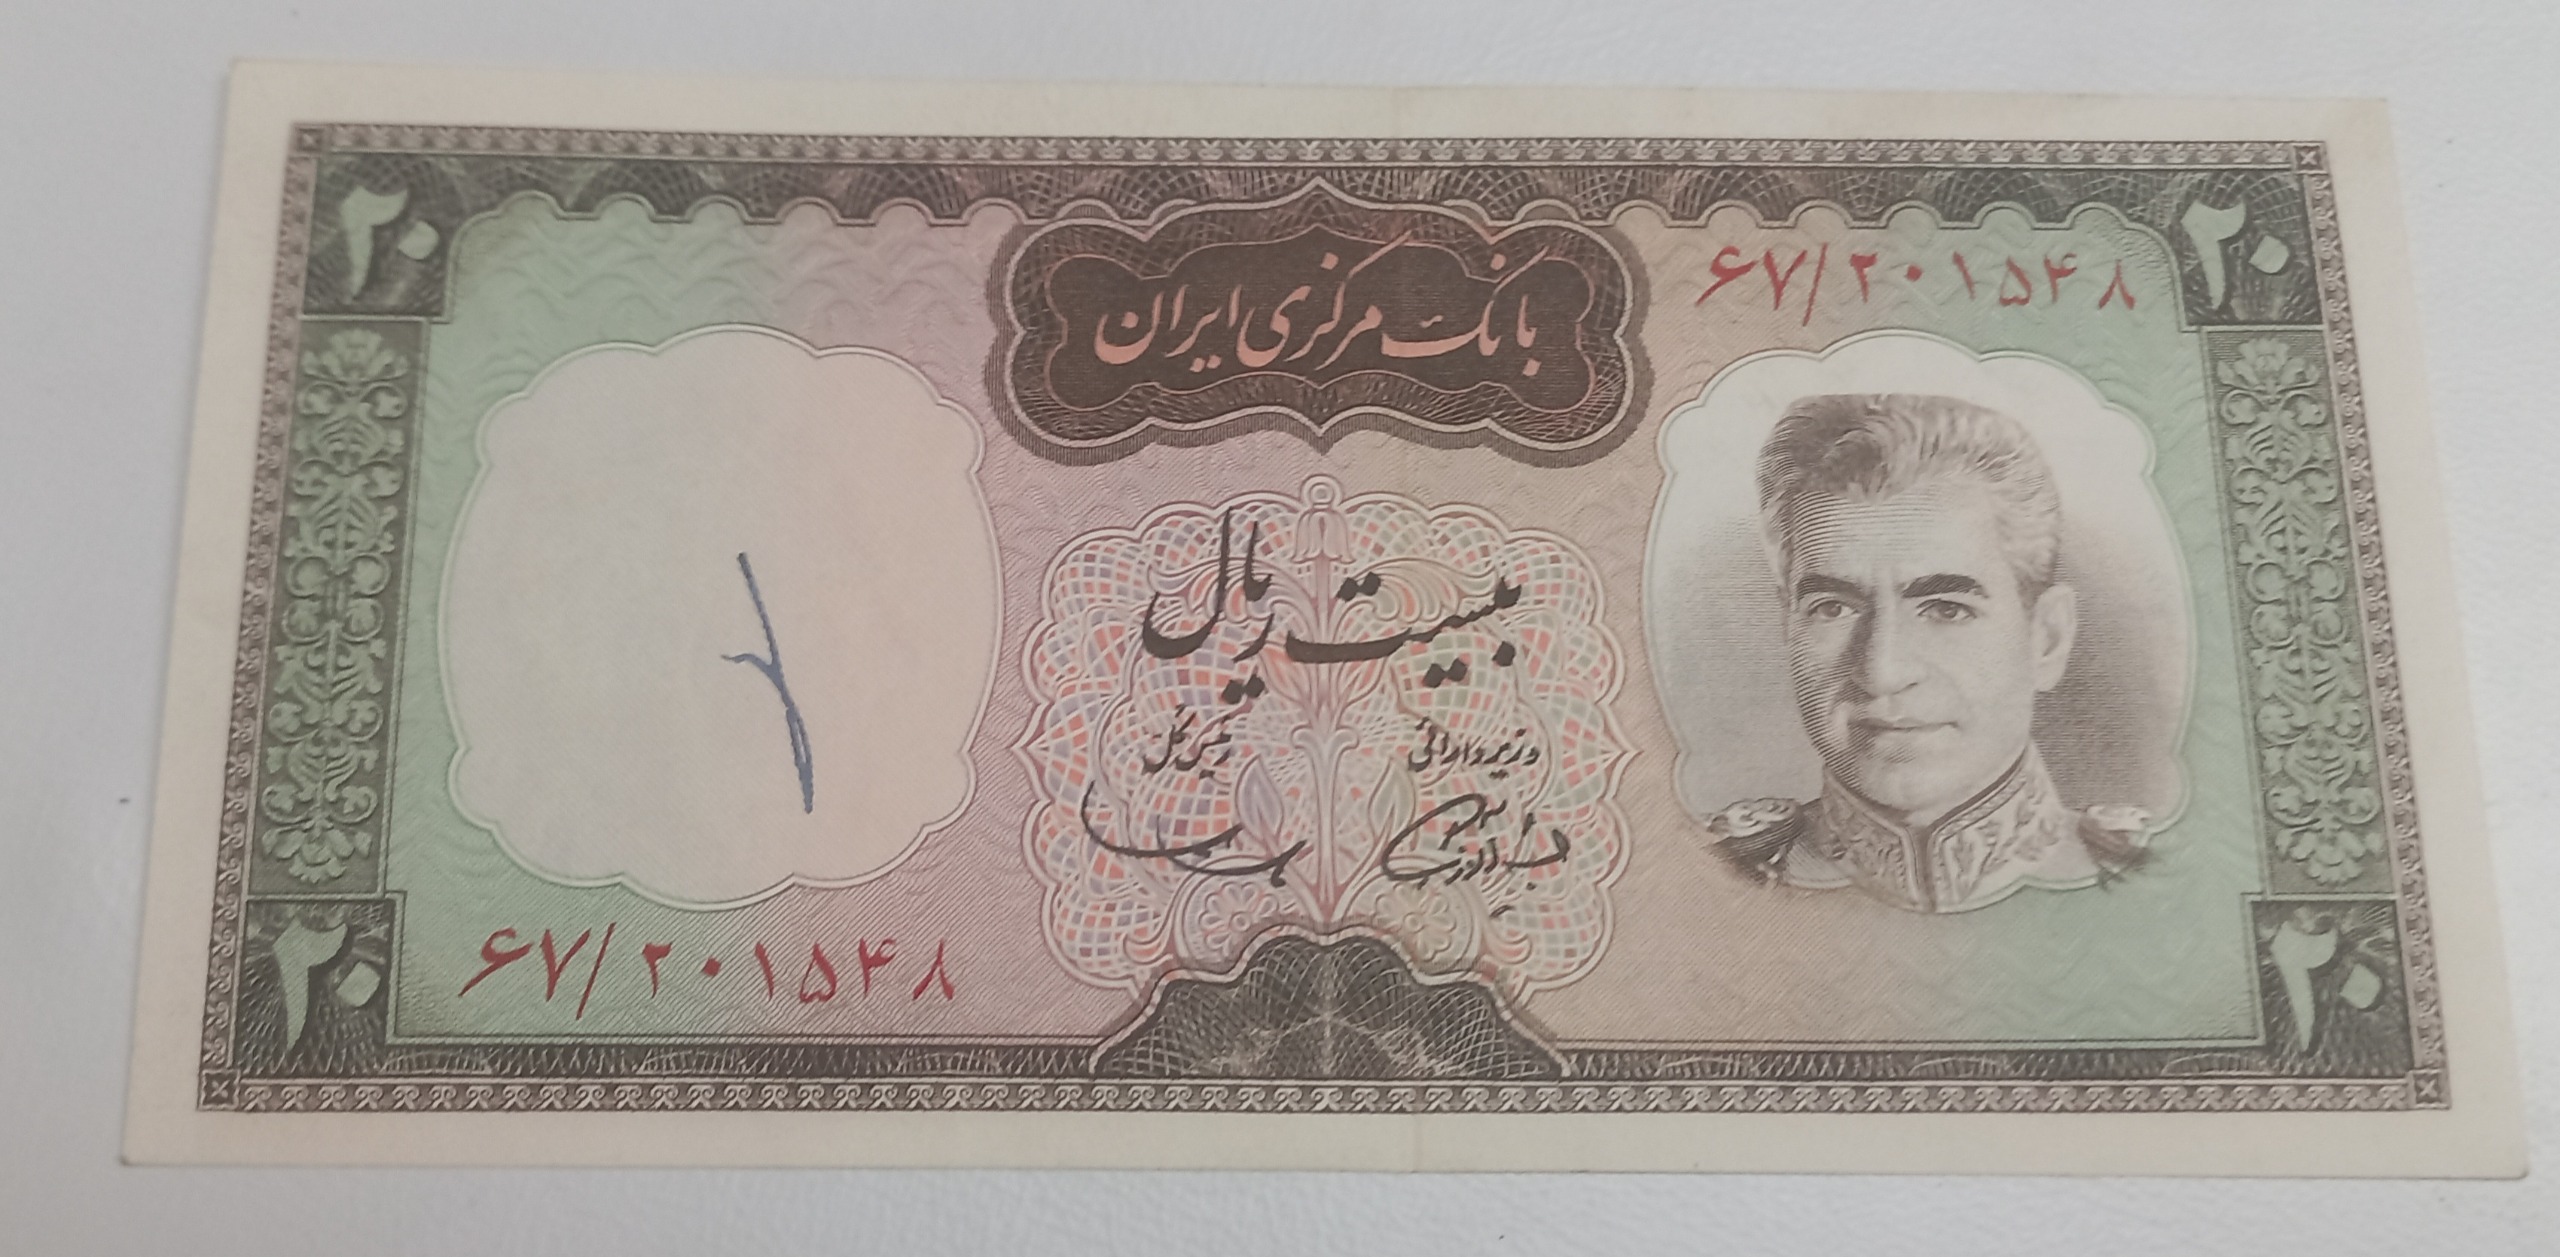 ۲۰
۲۰
۶۷/۲۰۱۵۴۸
بانک مرکزی ایران
بیست ریال
وزیر دارائی
رئیس کل
۶۷/۲۰۱۵۴۸
۲۰
۲۰